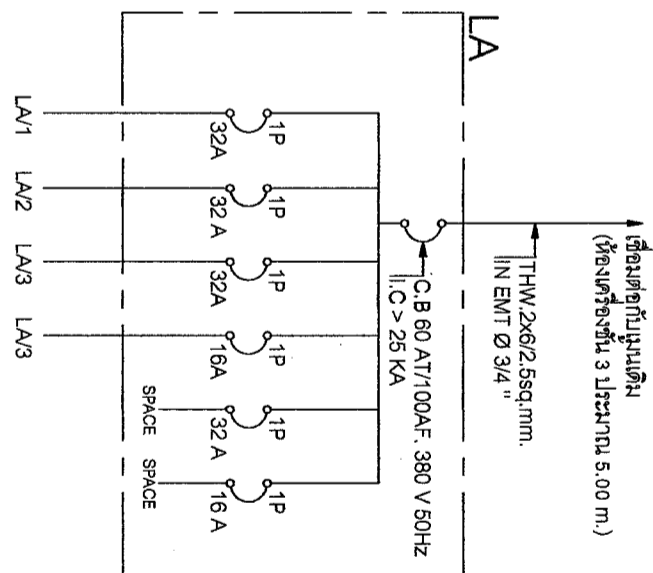 LA
เชื่อมต่อกับเมนเดิม
(ห้องเครื่องชั้น 3 ประมาณ 5.00 m.)
THW.2x6/2.5sq.mm.
IN EMT Ø 3/4 "
C.B 60 AT/100AF. 380 V 50Hz
I.C > 25 KA
1P
32A
LA/1
1P
32 A
LA/2
1P
32A
LA/3
1P
16A
LA/3
1P
32 A
SPACE
1P
16 A
SPACE